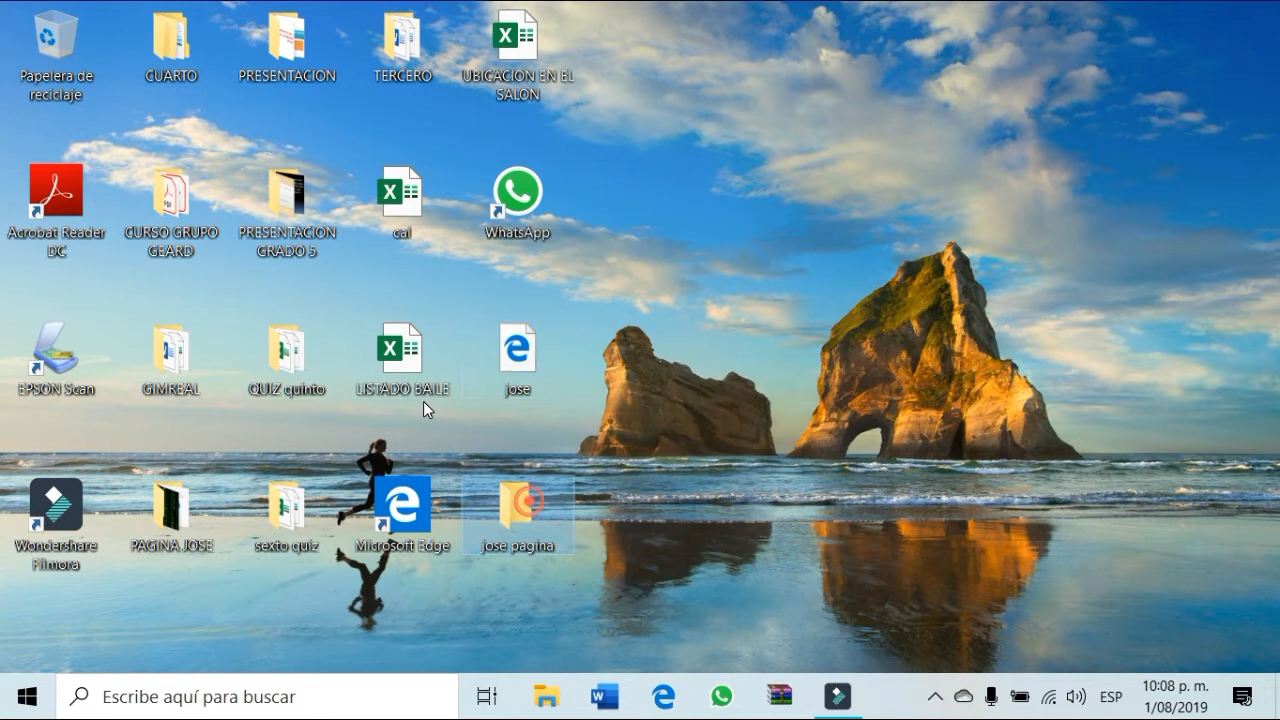 Papelera de
reciclaje
CUARTO
PRESENTACION
TERCERO
UBICACION EN EL
SALON
Acrobat Reader
DC
CURSO GRUPO
GEARD
PRESENTACION
GRADO 5
cal
WhatsApp
EPSON Scan
GIMREAL
QUIZ quinto
LISTADO BAILE
jose
Wondershare
Filmora
PAGINA JOSE
sexto quiz
Microsoft Edge
jose pagina
Escribe aquí para buscar
ESP
10:08 p. m.
1/08/2019